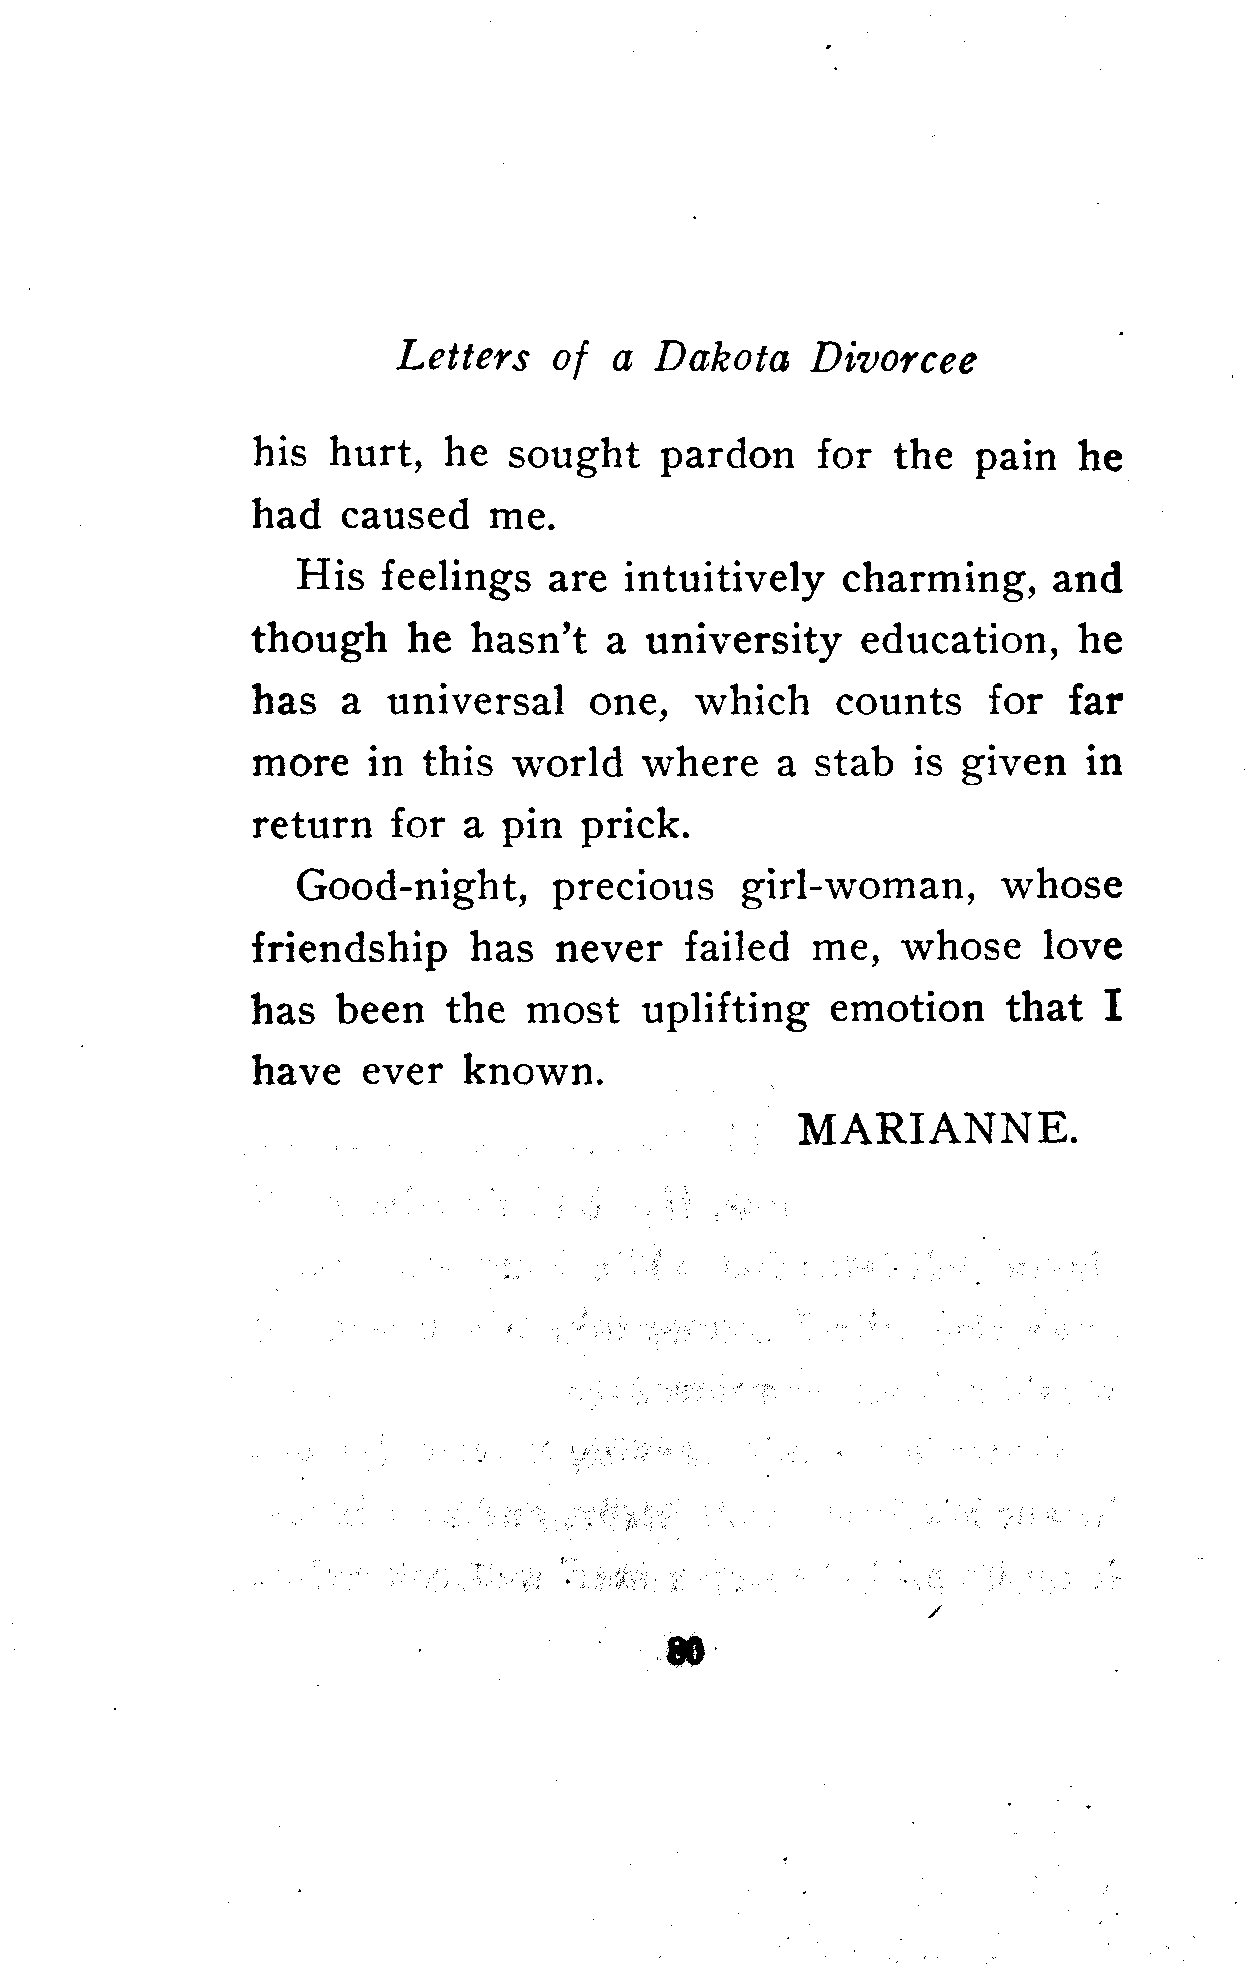 Letters of a Dakota Divorcee
his hurt, he sought pardon for the pain he
had caused me.
His feelings are intuitively charming, and
though he hasn't a university education, he
has a universal one, which counts for far
more in this world where a stab is given in
return for a pin prick.
Good-night, precious girl-woman, whose
friendship has never failed me, whose love
has been the most uplifting emotion that I
have ever known.
MARIANNE.
80